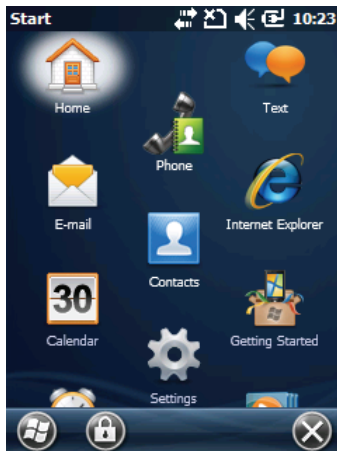 Start 10:23
Home
Text
Phone
E-mail
Internet Explorer
Contacts
30
Calendar
Getting Started
Settings